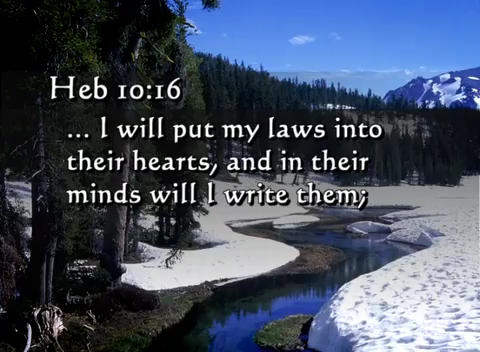 Heb 10:16
... I will put my laws into
their hearts, and in their
minds will I write them;